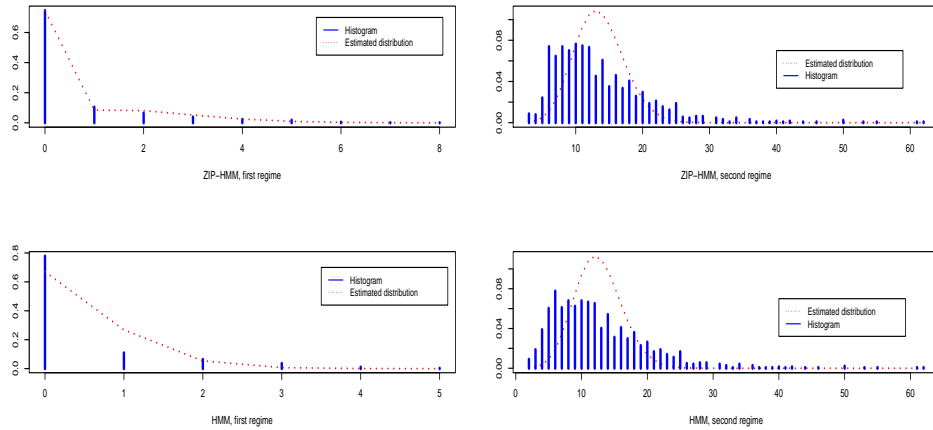 0.0 0.2 0.4 0.6
Histogram
Estimated distribution
0 2 4 6 8
ZIP−HMM, first regime
0.00 0.04 0.08
Estimated distribution
Histogram
10 20 30 40 50 60
ZIP−HMM, second regime
0.0 0.2 0.4 0.6 0.8
Histogram
Estimated distribution
0 1 2 3 4 5
HMM, first regime
0.00 0.04 0.08
Estimated distribution
Histogram
0 10 20 30 40 50 60
HMM, second regime